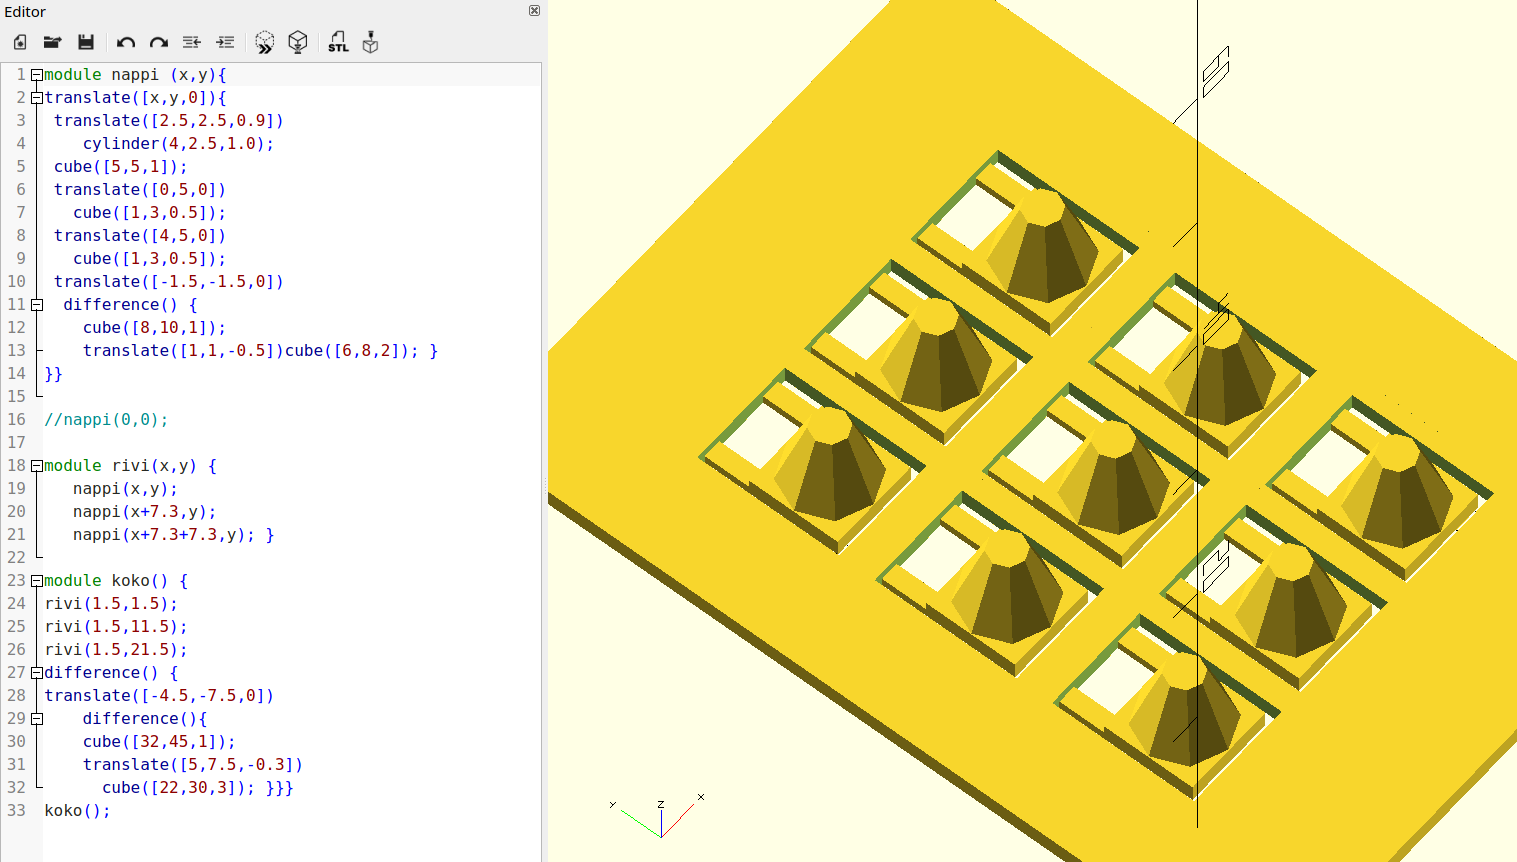 Editor
STL
1 module nappi (x,y){
2 translate([x,y,0]){
3  translate([2.5,2.5,0.9])
4     cylinder(4,2.5,1.0);
5  cube([5,5,1]);
6  translate([0,5,0])
7    cube([1,3,0.5]);
8  translate([4,5,0])
9    cube([1,3,0.5]);
10  translate([-1.5,-1.5,0])
11   difference() {
12     cube([8,10,1]);
13     translate([1,1,-0.5])cube([6,8,2]); }
14 }}
15
16 //nappi(0,0);
17
18 module rivi(x,y) {
19    nappi(x,y);
20    nappi(x+7.3,y);
21    nappi(x+7.3+7.3,y); }
22
23 module koko() {
24 rivi(1.5,1.5);
25 rivi(1.5,11.5);
26 rivi(1.5,21.5);
27 difference() {
28 translate([-4.5,-7.5,0])
29     difference(){
30     cube([32,45,1]);
31     translate([5,7.5,-0.3])
32       cube([22,30,3]); }}}
33 koko();
Y
Z
X